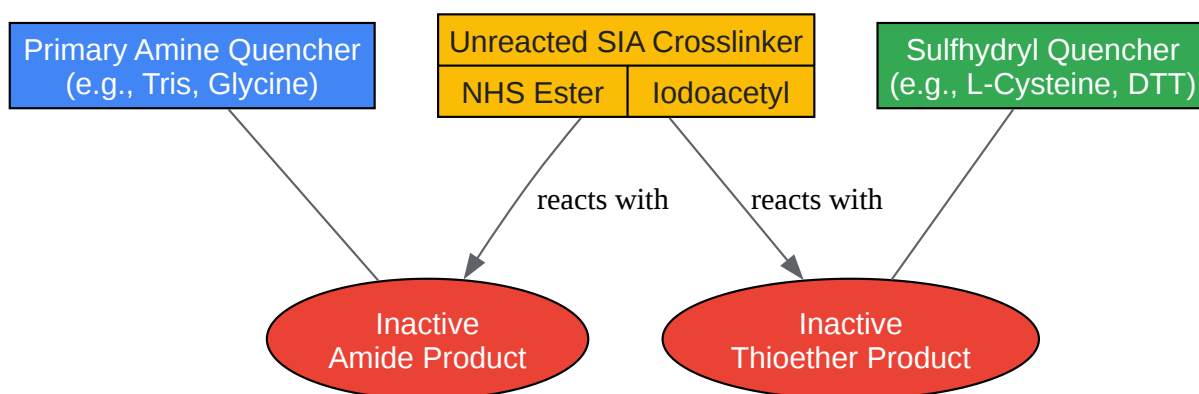 Primary Amine Quencher
(e.g., Tris, Glycine)
Unreacted SIA Crosslinker
NHS Ester
Iodoacetyl
Sulfhydryl Quencher
(e.g., L-Cysteine, DTT)
reacts with
reacts with
Inactive
Amide Product
Inactive
Thioether Product